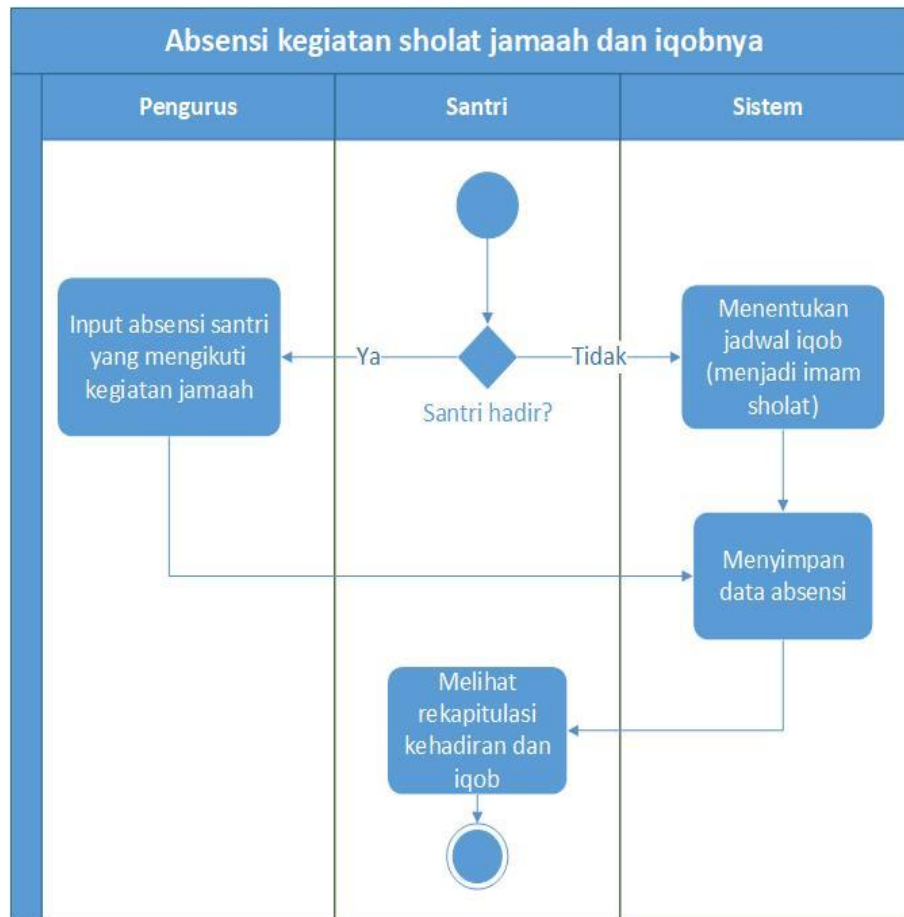 Absensi kegiatan sholat jamaah dan iqobnya
Pengurus
Santri
Sistem
Input absensi santri
yang mengikuti
kegiatan jamaah
Ya
Tidak
Santri hadir?
Menentukan
jadwal iqob
(menjadi imam
sholat)
Menyimpan
data absensi
Melihat
rekapitulasi
kehadiran dan
iqob